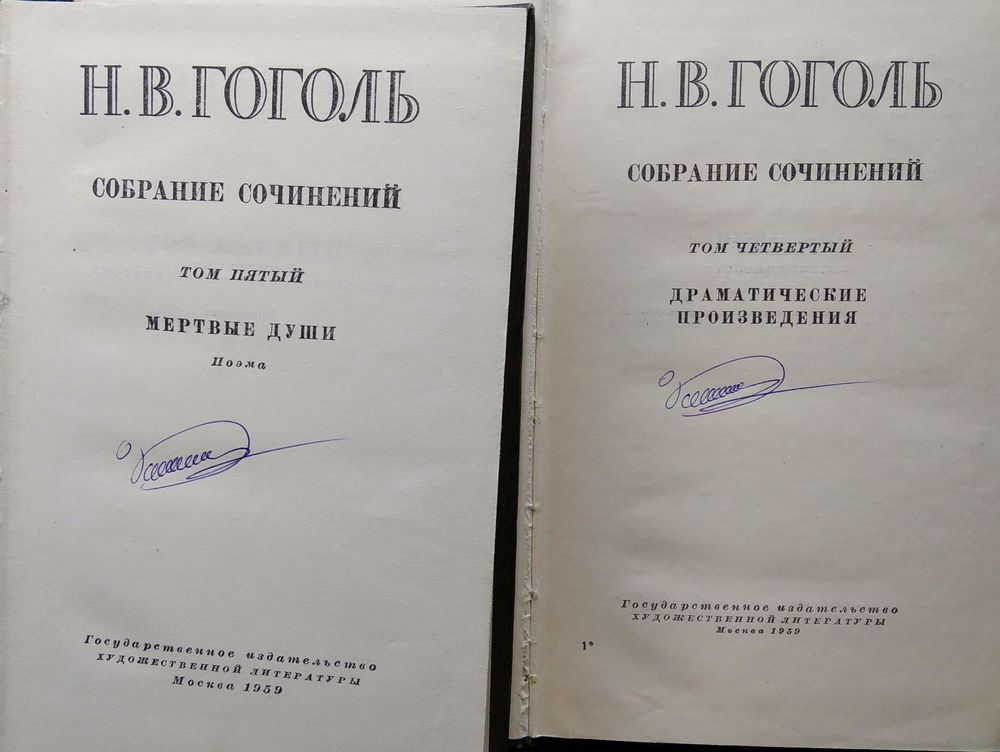 Н. В. ГОГОЛЬ
СОБРАНИЕ СОЧИНЕНИЙ
ТОМ ПЯТЫЙ
МЕРТВЫЕ ДУШИ
Поэма
Государственное издательство
ХУДОЖЕСТВЕННОЙ ЛИТЕРАТУРЫ
Москва 1959
Н. В. ГОГОЛЬ
СОБРАНИЕ СОЧИНЕНИЙ
ТОМ ЧЕТВЕРТЫЙ
ДРАМАТИЧЕСКИЕ
ПРОИЗВЕДЕНИЯ
Государственное издательство
ХУДОЖЕСТВЕННОЙ ЛИТЕРАТУРЫ
Москва 1959
1*